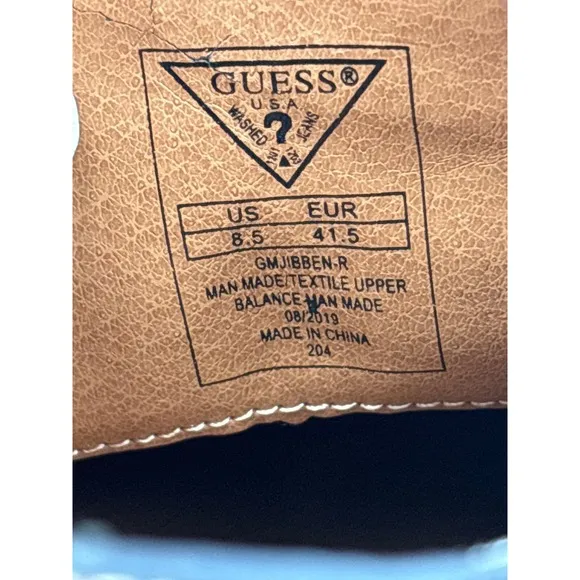 GUESS®
U.S.A.
WASHED ? JEANS
US EUR
8.5 41.5
GMJIBBEN-R
MAN MADE/TEXTILE UPPER
BALANCE MAN MADE
08/2019
MADE IN CHINA
204